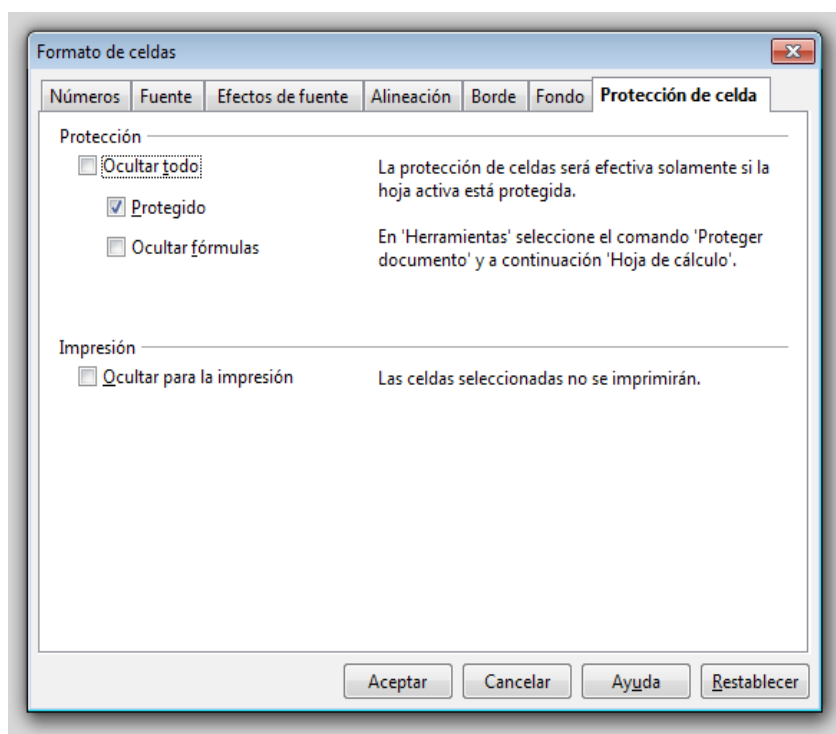 Formato de celdas
Números Fuente Efectos de fuente Alineación Borde Fondo Protección de celda
Protección
Ocultar todo
Protegido
Ocultar fórmulas
La protección de celdas será efectiva solamente si la
hoja activa está protegida.
En 'Herramientas' seleccione el comando 'Proteger
documento' y a continuación 'Hoja de cálculo'.
Impresión
Ocultar para la impresión
Las celdas seleccionadas no se imprimirán.
Aceptar Cancelar Ayuda Restablecer